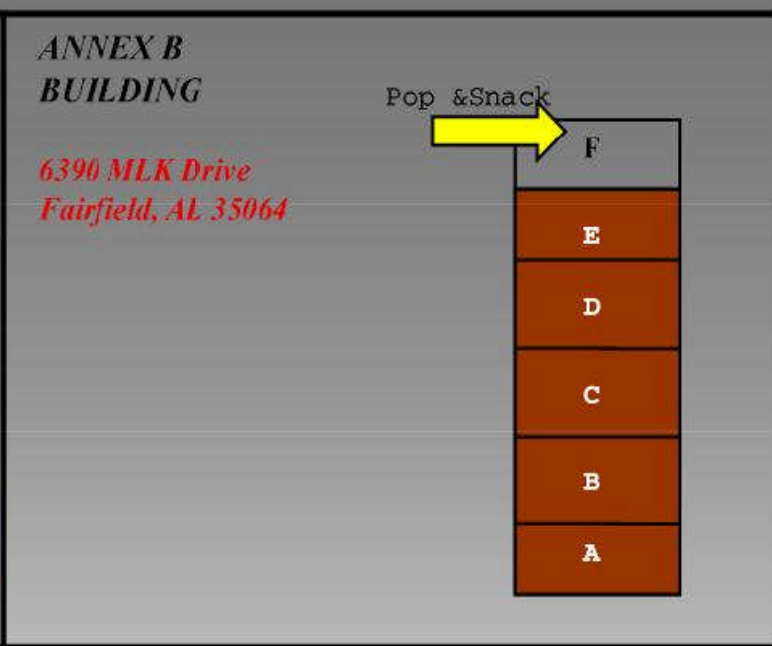 ANNEX B
BUILDING
6390 MLK Drive
Fairfield, AL 35064
Pop &Snack
F
E
D
C
B
A